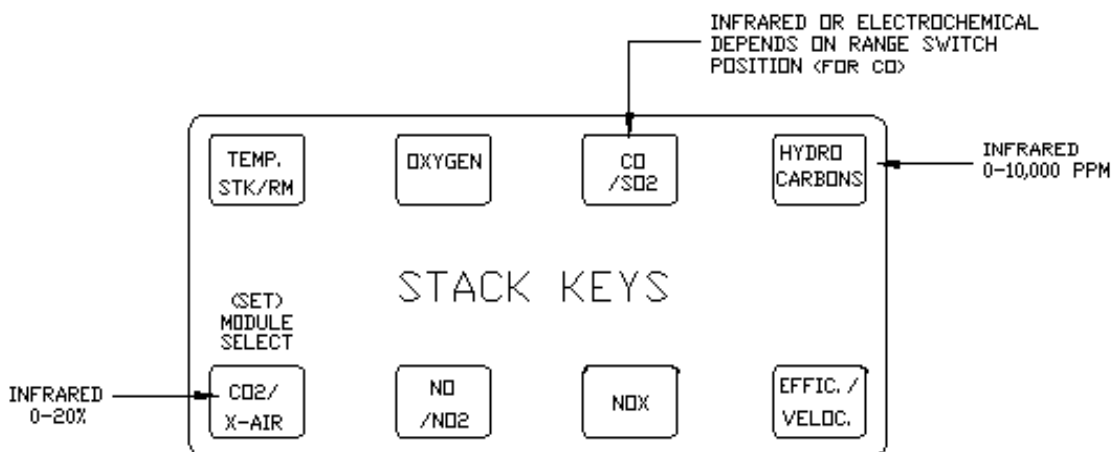 INFRARED OR ELECTROCHEMICAL
DEPENDS ON RANGE SWITCH
POSITION (FOR CO)
TEMP.
STK/RM
OXYGEN
CO
/SO2
HYDRO
CARBONS
INFRARED
0-10,000 PPM
STACK KEYS
(SET)
MODULE
SELECT
INFRARED
0-20%
CO2/
X-AIR
NO
/NO2
NOX
EFFIC./
VELOC.